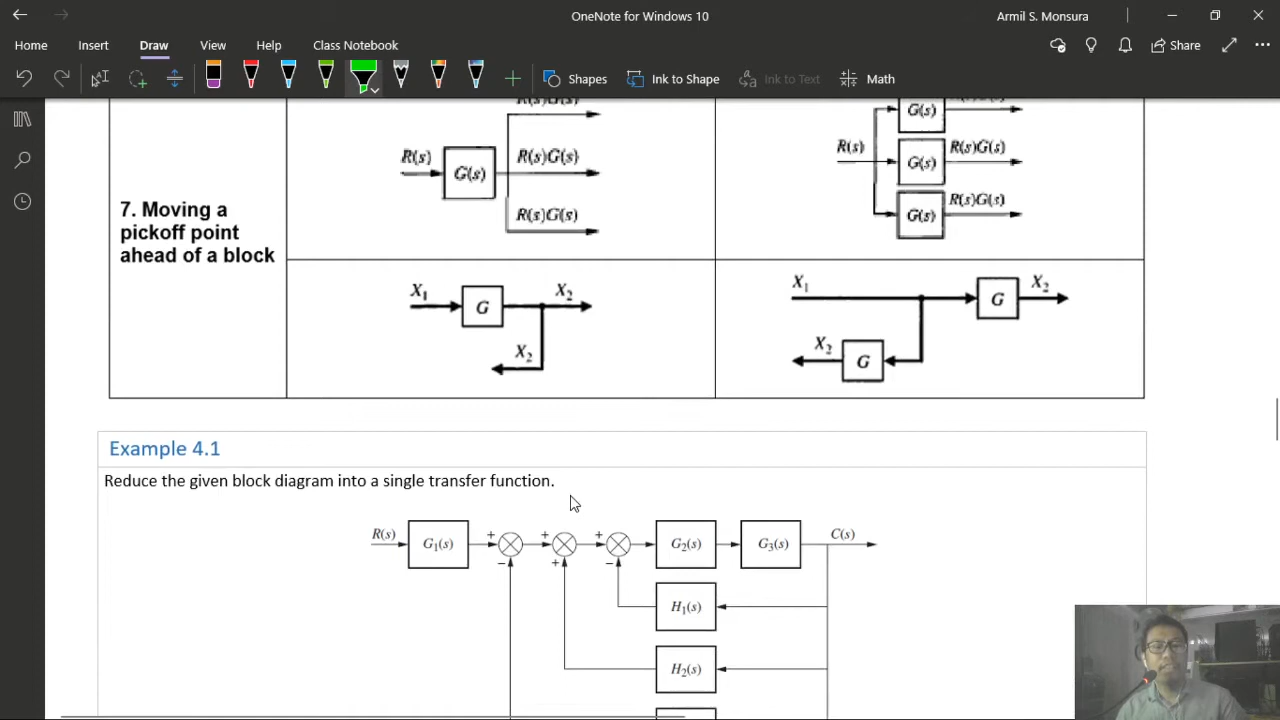 OneNote for Windows 10
Armil S. Monsura
Home Insert Draw View Help Class Notebook
Share
Shapes Ink to Shape Ink to Text Math
7. Moving a
pickoff point
ahead of a block
R(s)
G(s)
R(s)G(s)
R(s)G(s)
G(s)
R(s)
G(s)
R(s)G(s)
G(s)
R(s)G(s)
X₁
G
X₂
X₂
X₁
G
X₂
X₂
G
Example 4.1
Reduce the given block diagram into a single transfer function.
R(s)
G₁(s)
+
−
+
+
+
−
G₂(s)
G₃(s)
C(s)
H₁(s)
H₂(s)